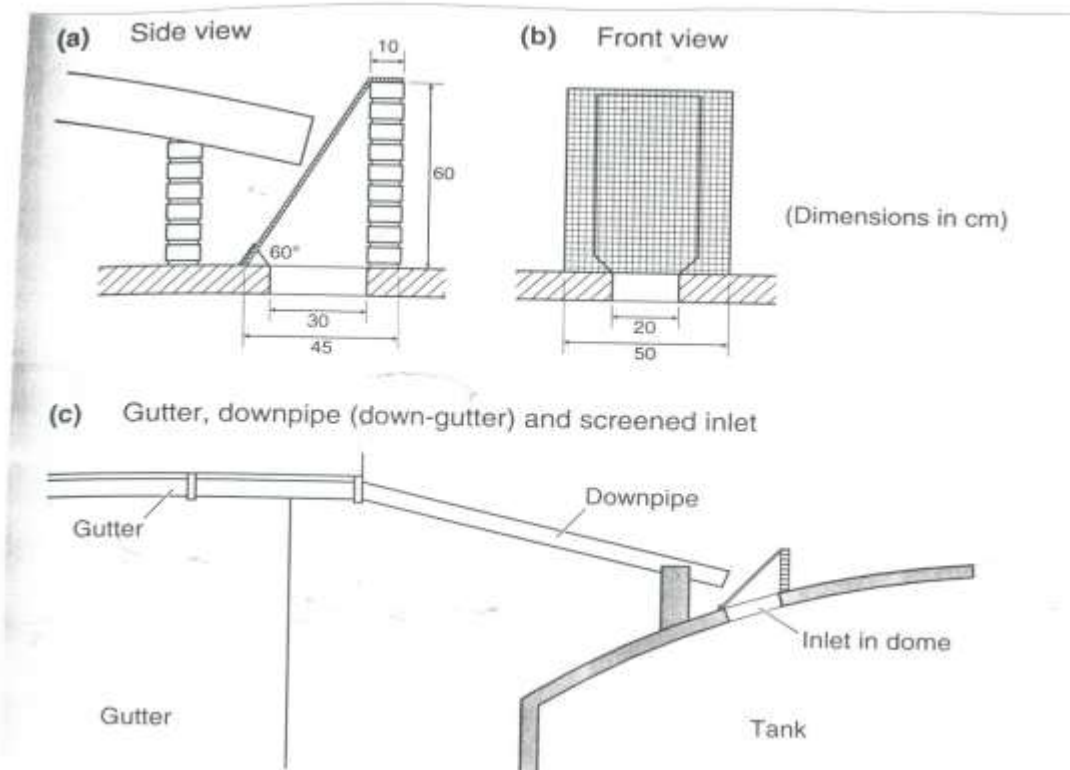 (a) Side view
10
60
60°
30
45
(b) Front view
(Dimensions in cm)
20
50
(c) Gutter, downpipe (down-gutter) and screened inlet
Gutter
Downpipe
Inlet in dome
Gutter
Tank